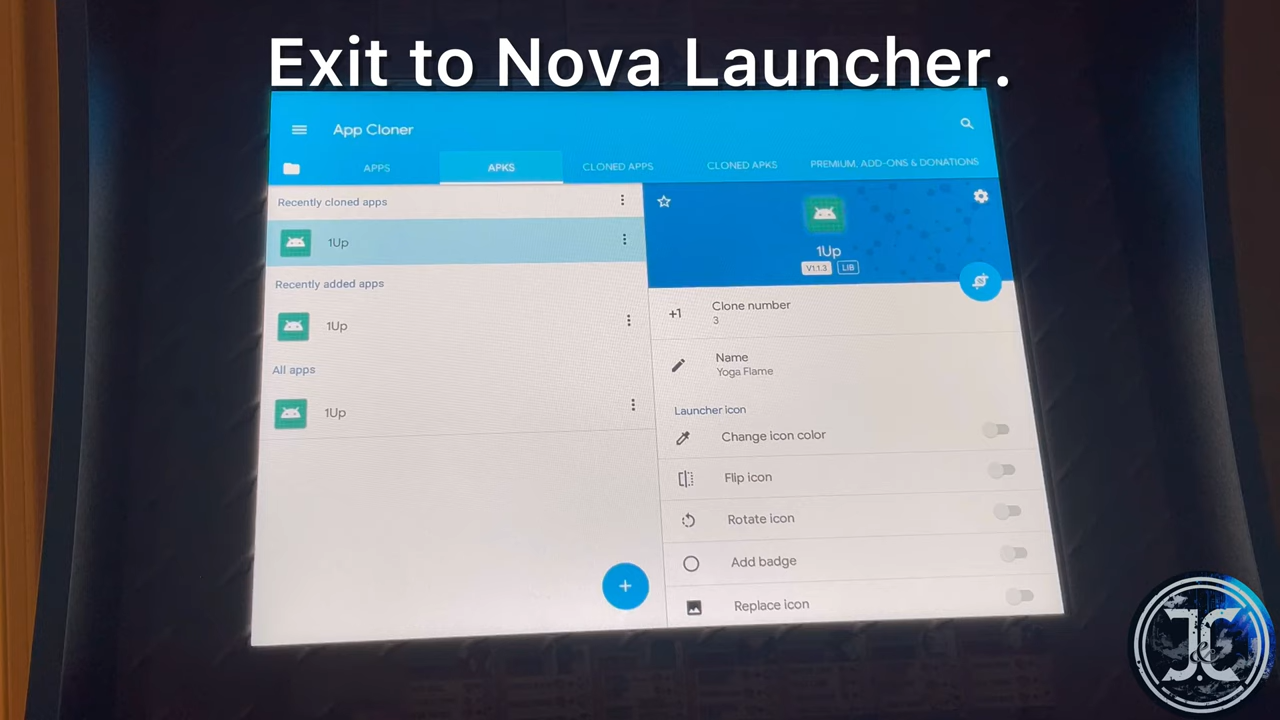 Exit to Nova Launcher.
App Cloner
APPS
APKS
CLONED APPS
CLONED APKS
PREMIUM, ADD-ONS & DONATIONS
Recently cloned apps
1Up
Recently added apps
1Up
All apps
1Up
1Up
V1.1.3
LIB
+1
Clone number
3
Name
Yoga Flame
Launcher icon
Change icon color
Flip icon
Rotate icon
Add badge
Replace icon
+
J&G